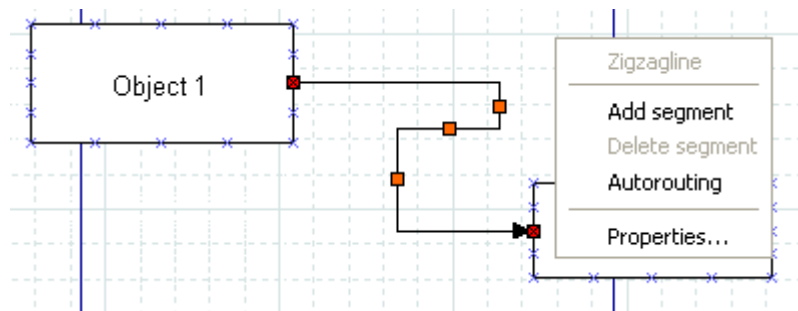 Object 1
Zigzagline
Add segment
Delete segment
Autorouting
Properties...